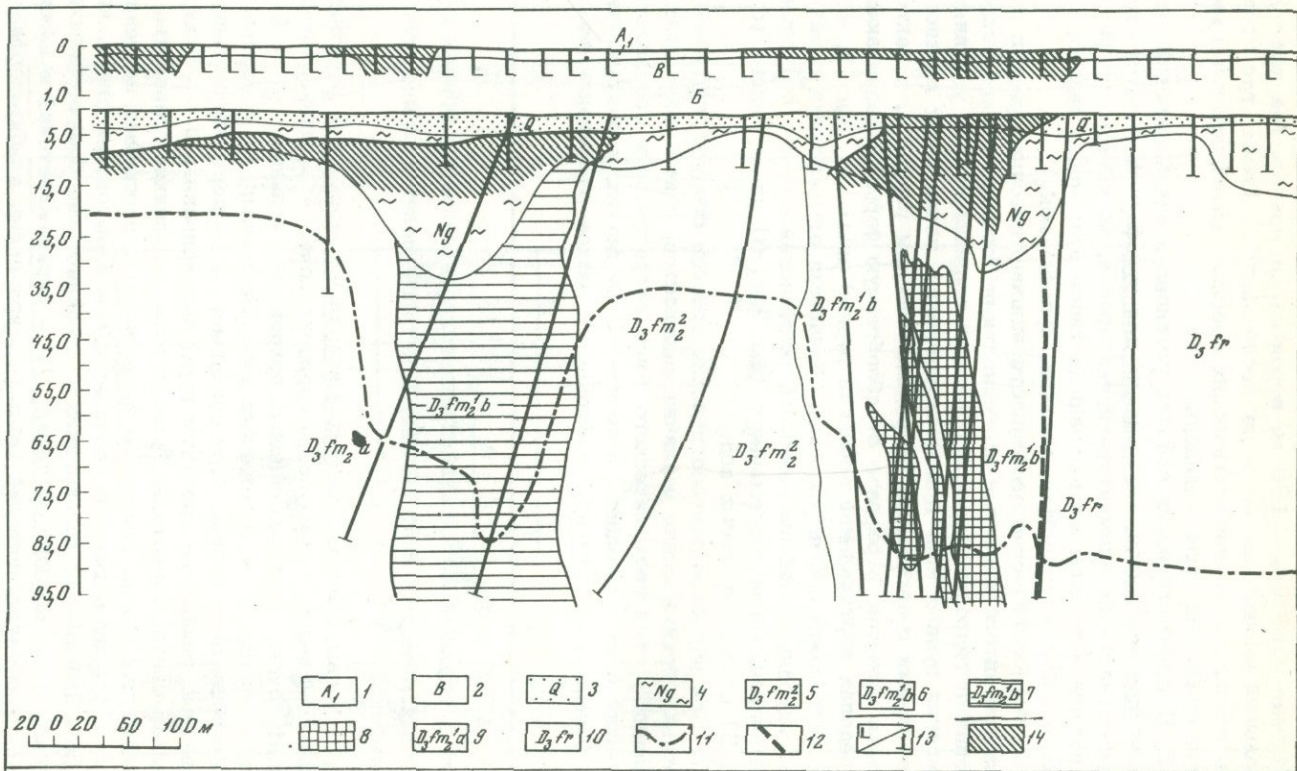 A₁
0
B
1,0
Б
5,0
Q
Q
15,0
25,0
Ng
Ng
35,0
D₃fm₂¹b
45,0
D₃fm₂²
D₃fr
55,0
D₃fm₂¹b
65,0
D₃fm₂¹a
D₃fm₂²
D₃fm₂¹b
75,0
D₃fr
85,0
95,0
A₁ 1 B 2 Q 3 Ng 4 D₃fm₂² 5 D₃fm₂¹b 6 D₃fm₂¹b 7
20 0 20 60 100 м
8 D₃fm₂¹a 9 D₃fr 10 11 12 13 14